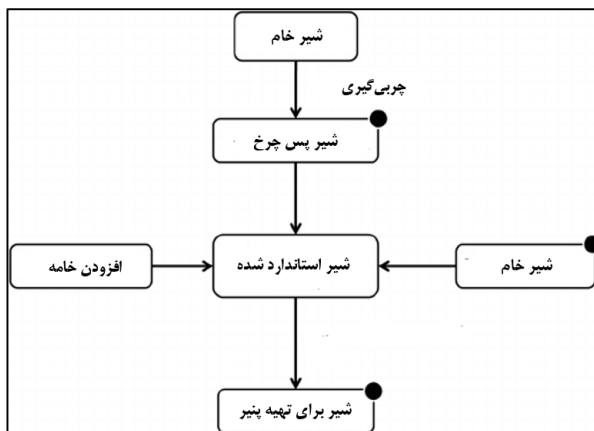 شیر خام
چربی‌گیری
شیر پس چرخ
شیر خام
شیر استاندارد شده
افزودن خامه
شیر برای تهیه پنیر